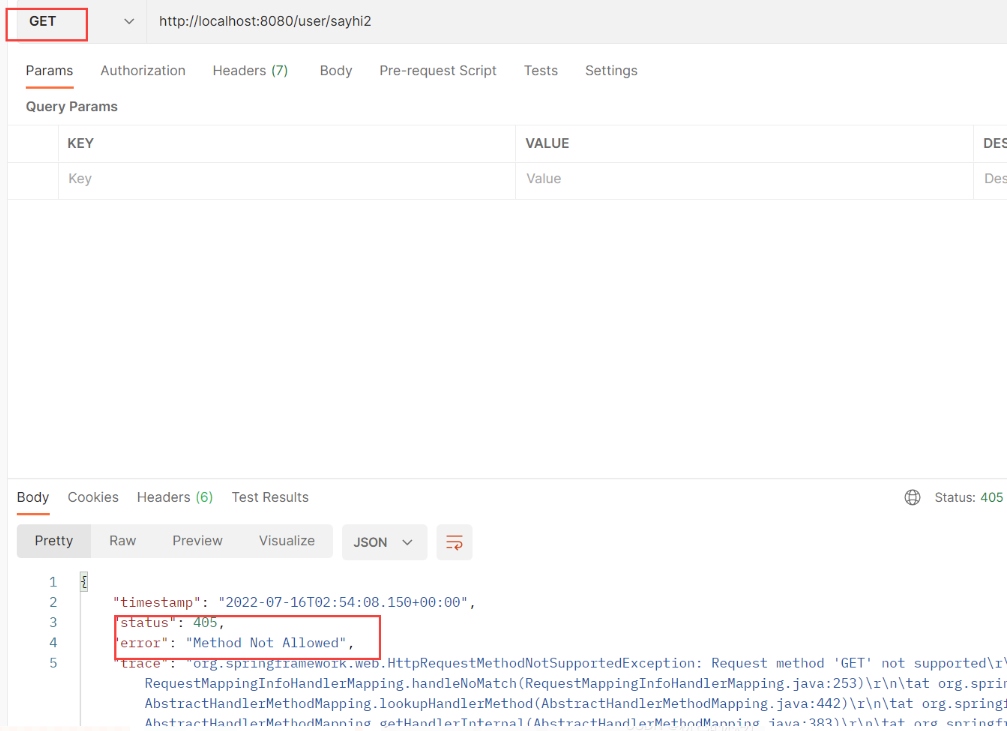 GET http://localhost:8080/user/sayhi2
Params Authorization Headers (7) Body Pre-request Script Tests Settings
Query Params
KEY VALUE DES
Key Value Des
Body Cookies Headers (6) Test Results Status: 405
Pretty Raw Preview Visualize JSON
1 {
2 "timestamp": "2022-07-16T02:54:08.150+00:00",
3 "status": 405,
4 "error": "Method Not Allowed",
5 "trace": "org.springframework.web.HttpRequestMethodNotSupportedException: Request method 'GET' not supported\r\
RequestMappingInfoHandlerMapping.handleNoMatch(RequestMappingInfoHandlerMapping.java:253)\r\n\tat org.sprin
AbstractHandlerMethodMapping.lookupHandlerMethod(AbstractHandlerMethodMapping.java:442)\r\n\tat org.springf
AbstractHandlerMethodMapping.getHandlerInternal(AbstractHandlerMethodMapping.java:383)\r\n\tat org.springfr